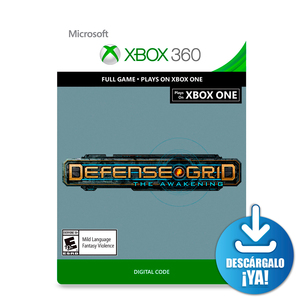 Microsoft
XBOX 360
FULL GAME • PLAYS ON XBOX ONE
Plays On XBOX ONE
DEFENSE GRID
THE AWAKENING
Mild Language
Fantasy Violence
DIGITAL CODE
DESCÁRGALO
¡YA!